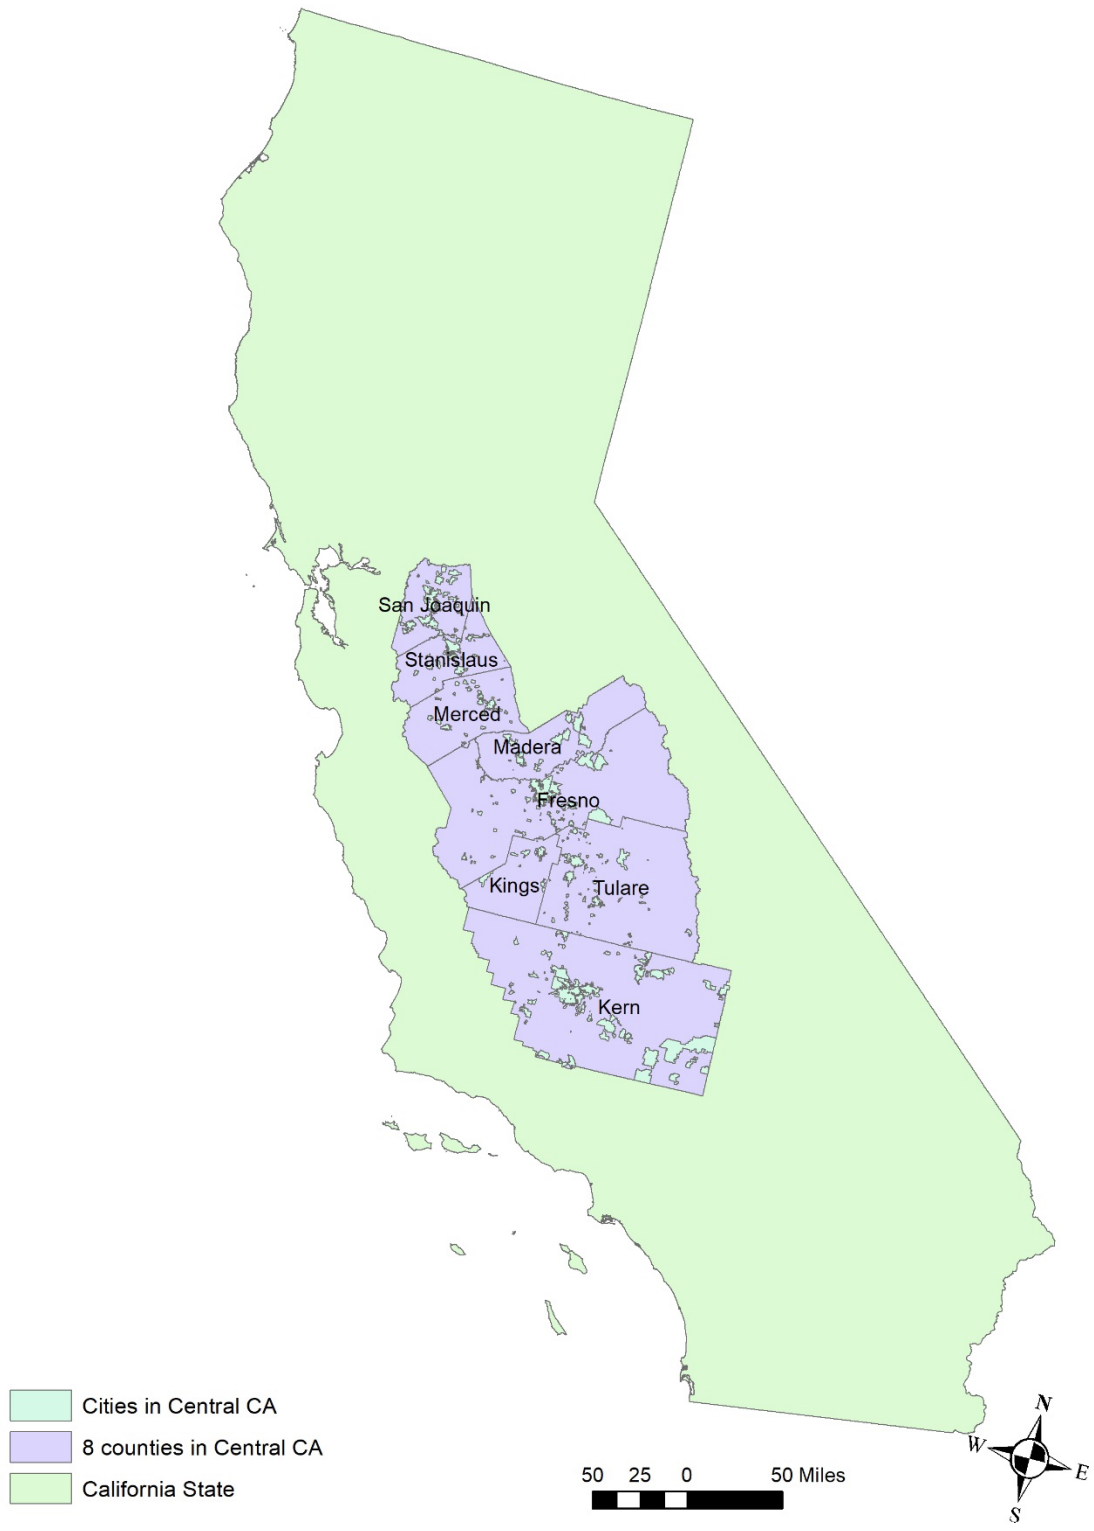 San Joaquin
Stanislaus
Merced
Madera
Fresno
Kings
Tulare
Kern
Cities in Central CA
8 counties in Central CA
California State
50 25 0 50 Miles
N
W
E
S